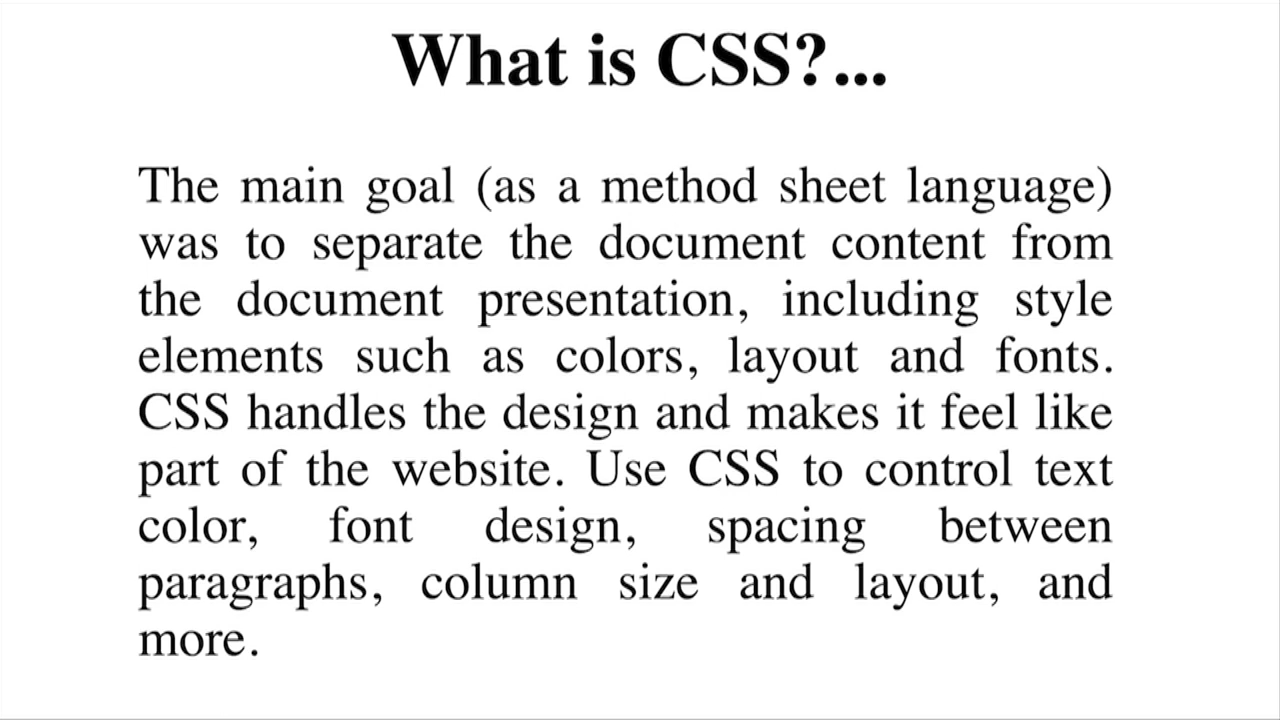 What is CSS?...
The main goal (as a method sheet language)
was to separate the document content from
the document presentation, including style
elements such as colors, layout and fonts.
CSS handles the design and makes it feel like
part of the website. Use CSS to control text
color, font design, spacing between
paragraphs, column size and layout, and
more.